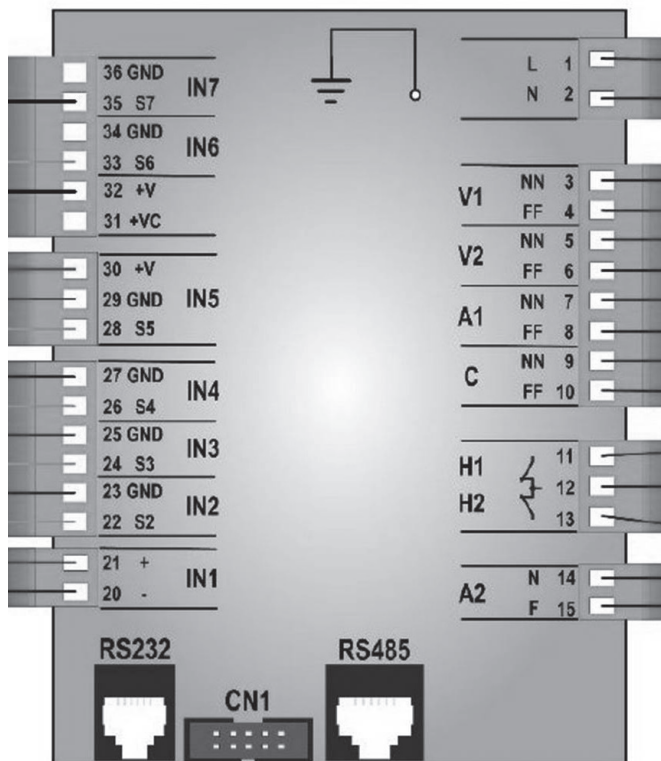 36 GND
35 S7
IN7
34 GND
33 S6
IN6
32 +V
31 +VC
30 +V
29 GND
28 S5
IN5
27 GND
26 S4
IN4
25 GND
24 S3
IN3
23 GND
22 S2
IN2
21 +
20 -
IN1
L 1
N 2
V1
NN 3
FF 4
V2
NN 5
FF 6
A1
NN 7
FF 8
C
NN 9
FF 10
H1
H2
11
12
13
A2
N 14
F 15
RS232
CN1
RS485